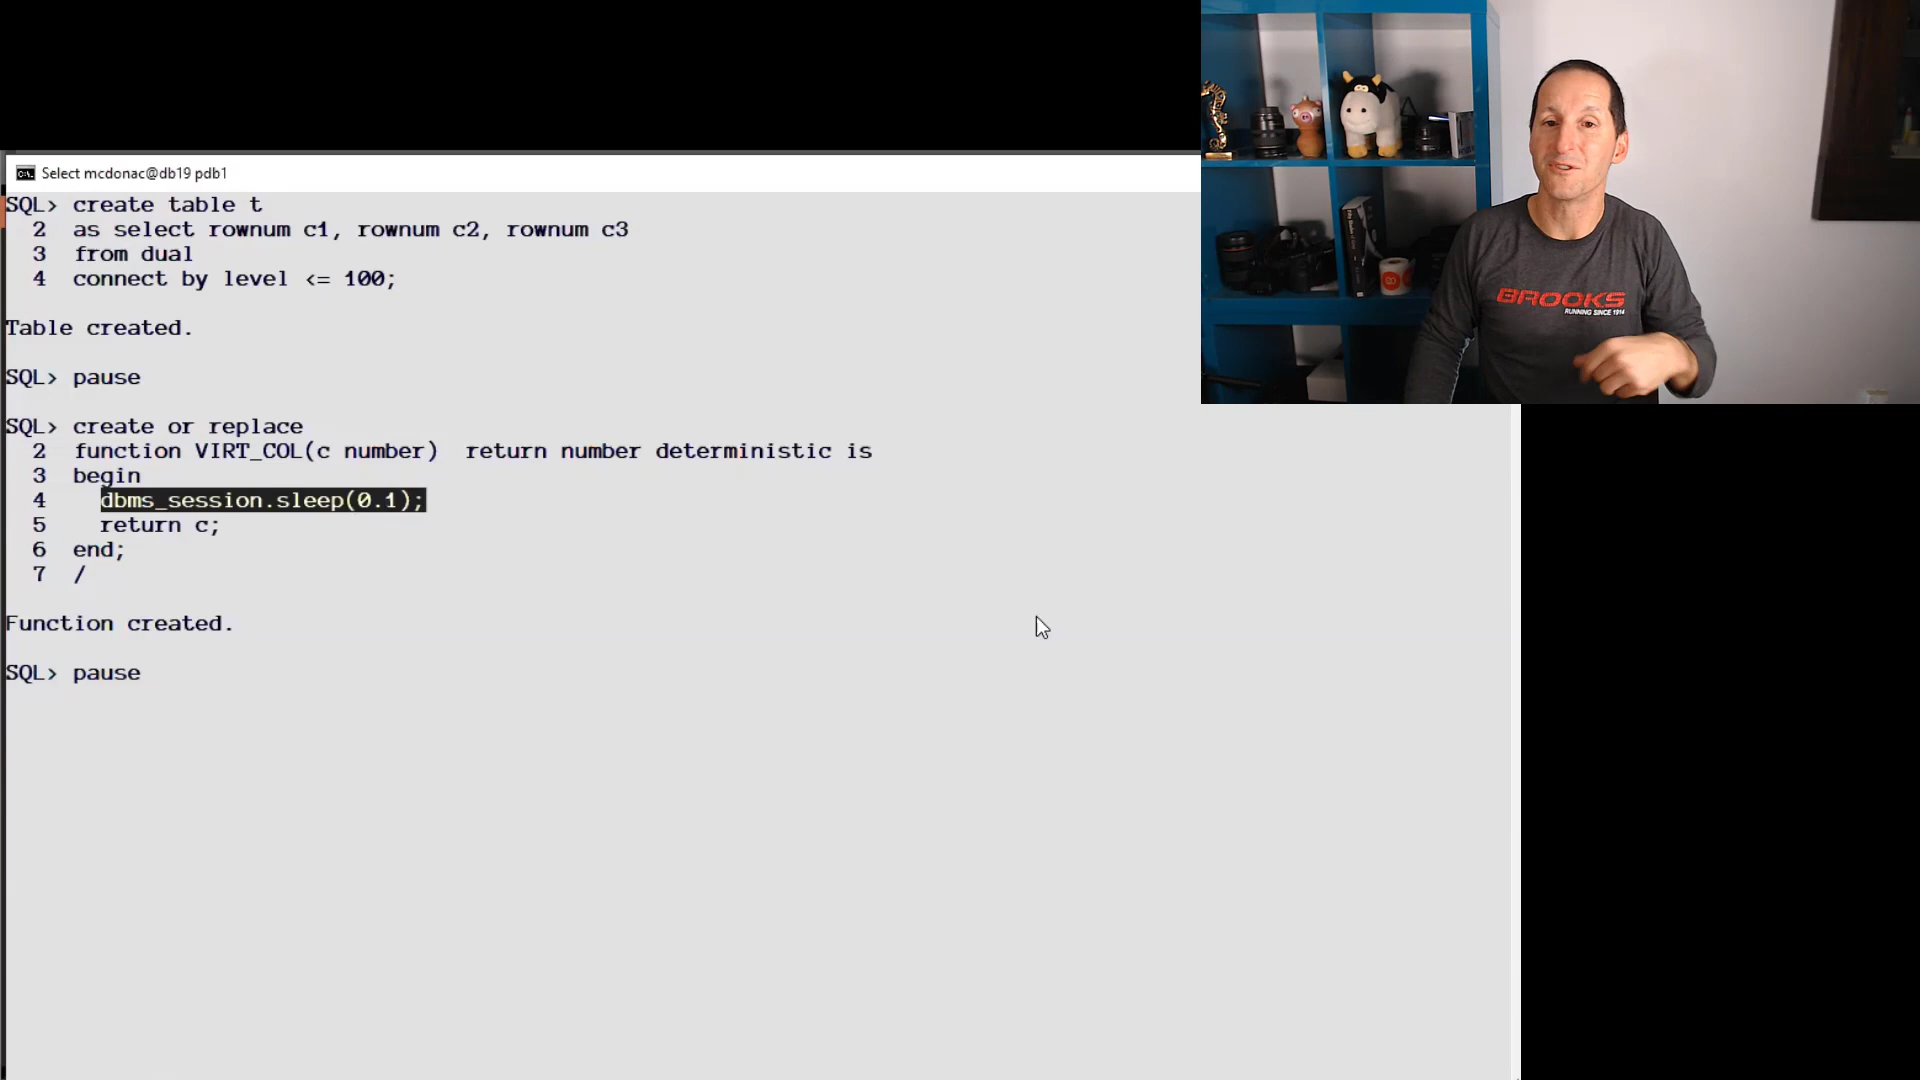 Select mcdonac@db19 pdb1
SQL> create table t
2 as select rownum c1, rownum c2, rownum c3
3 from dual
4 connect by level <= 100;
Table created.
SQL> pause
SQL> create or replace
2 function VIRT_COL(c number) return number deterministic is
3 begin
4 dbms_session.sleep(0.1);
5 return c;
6 end;
7 /
Function created.
SQL> pause
BROOKS
RUNNING SINCE 1914